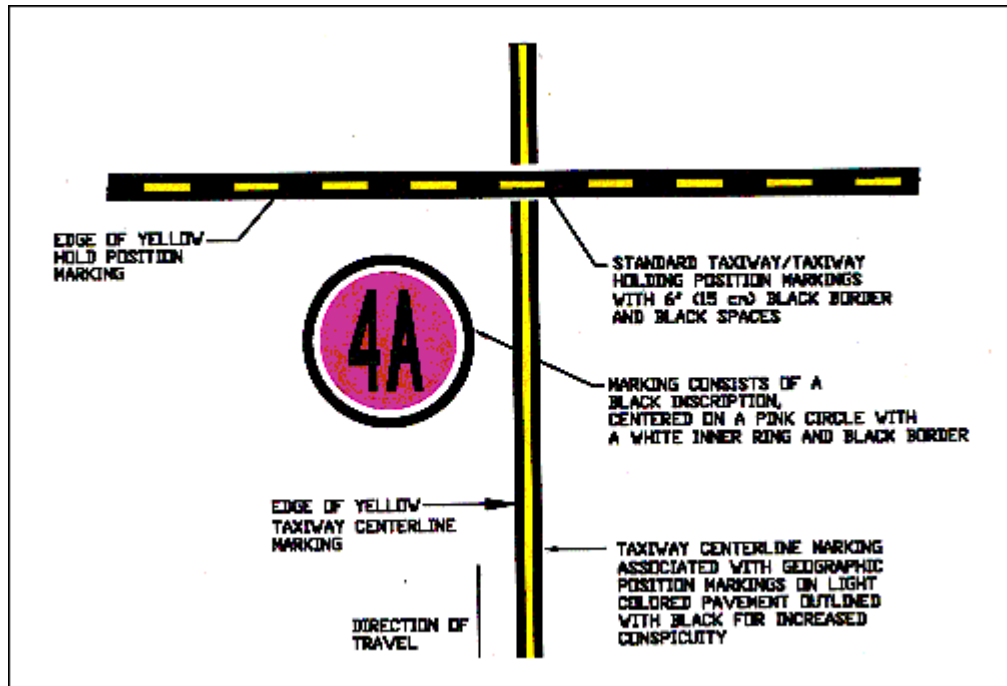 EDGE OF YELLOW
HOLD POSITION
MARKING
STANDARD TAXIWAY/TAXIWAY
HOLDING POSITION MARKINGS
WITH 6" (15 cm) BLACK BORDER
AND BLACK SPACES
4A
MARKING CONSISTS OF A
BLACK INSCRIPTION,
CENTERED ON A PINK CIRCLE WITH
A WHITE INNER RING AND BLACK BORDER
EDGE OF YELLOW
TAXIWAY CENTERLINE
MARKING
TAXIWAY CENTERLINE MARKING
ASSOCIATED WITH GEOGRAPHIC
POSITION MARKINGS ON LIGHT
COLORED PAVEMENT OUTLINED
WITH BLACK FOR INCREASED
CONSPICUITY
DIRECTION OF
TRAVEL